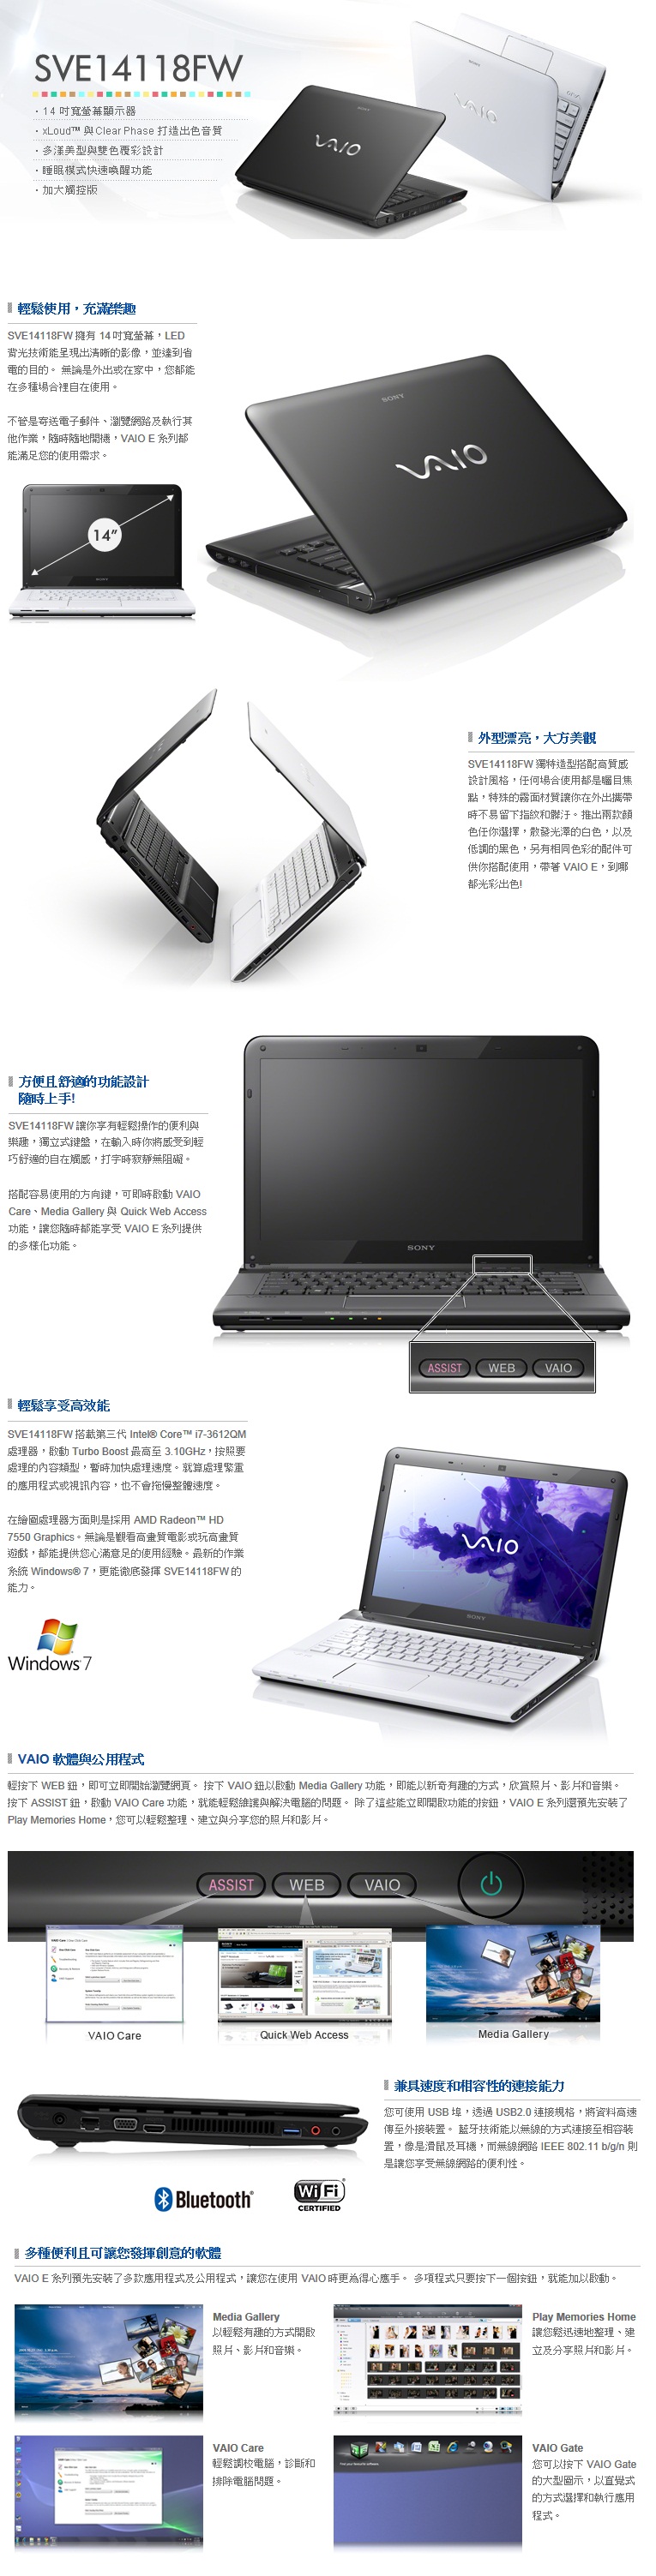 SVE14118FW
‧14 吋寬螢幕顯示器
‧xLoud™ 與 Clear Phase 打造出色音質
‧多漾美型與雙色覆彩設計
‧睡眠模式快速喚醒功能
‧加大觸控版
VAIO
VAIO
SONY
輕鬆使用，充滿樂趣
SVE14118FW 擁有 14 吋寬螢幕，LED
背光技術能呈現出清晰的影像，並達到省
電的目的。 無論是外出或在家中，您都能
在多種場合裡自在使用。
不管是寄送電子郵件、瀏覽網路及執行其
他作業，隨時隨地開機，VAIO E 系列都
能滿足您的使用需求。
SONY
VAIO
14"
SONY
外型漂亮，大方美觀
SVE14118FW 獨特造型搭配高質感
設計風格，任何場合使用都是矚目焦
點，特殊的霧面材質讓你在外出攜帶
時不易留下指紋和髒汙。推出兩款顏
色任你選擇，散發光澤的白色，以及
低調的黑色，另有相同色彩的配件可
供你搭配使用，帶著 VAIO E，到哪
都光彩出色!
方便且舒適的功能設計
隨時上手!
SVE14118FW 讓你享有輕鬆操作的便利與
樂趣，獨立式鍵盤，在輸入時你將感受到輕
巧舒適的自在觸感，打字時寂靜無阻礙。
搭配容易使用的方向鍵，可即時啟動 VAIO
Care、Media Gallery 與 Quick Web Access
功能，讓您隨時都能享受 VAIO E 系列提供
的多樣化功能。
SONY
ASSIST WEB VAIO
輕鬆享受高效能
SVE14118FW 搭載第三代 Intel® Core™ i7-3612QM
處理器，啟動 Turbo Boost 最高至 3.10GHz，按照要
處理的內容類型，暫時加快處理速度。就算處理繁重
的應用程式或視訊內容，也不會拖慢整體速度。
在繪圖處理器方面則是採用 AMD Radeon™ HD
7550 Graphics。無論是觀看高畫質電影或玩高畫質
遊戲，都能提供您心滿意足的使用經驗。最新的作業
系統 Windows® 7，更能徹底發揮 SVE14118FW 的
能力。
VAIO
SONY
Windows 7
VAIO 軟體與公用程式
輕按下 WEB 鈕，即可立即開始瀏覽網頁。 按下 VAIO 鈕以啟動 Media Gallery 功能，即能以新奇有趣的方式，欣賞照片、影片和音樂。
按下 ASSIST 鈕，啟動 VAIO Care 功能，就能輕鬆維護與解決電腦的問題。 除了這些能立即開啟功能的按鈕，VAIO E 系列還預先安裝了
Play Memories Home，您可以輕鬆整理、建立與分享您的照片和影片。
ASSIST WEB VAIO
VAIO Care
Quick Web Access
Media Gallery
兼具速度和相容性的連接能力
您可使用 USB 埠，透過 USB2.0 連接規格，將資料高速
傳至外接裝置。 藍牙技術能以無線的方式連接至相容裝
置，像是滑鼠及耳機，而無線網路 IEEE 802.11 b/g/n 則
是讓您享受無線網路的便利性。
Bluetooth®
Wi Fi®
CERTIFIED
多種便利且可讓您發揮創意的軟體
VAIO E 系列預先安裝了多款應用程式及公用程式，讓您在使用 VAIO 時更為得心應手。 多項程式只要按下一個按鈕，就能加以啟動。
Media Gallery
以輕鬆有趣的方式開啟
照片、影片和音樂。
Play Memories Home
讓您輕鬆迅速地整理、建
立及分享照片和影片。
VAIO Care
輕鬆調校電腦，診斷和
排除電腦問題。
VAIO Gate
您可以按下 VAIO Gate
的大型圖示，以直覺式
的方式選擇和執行應用
程式。